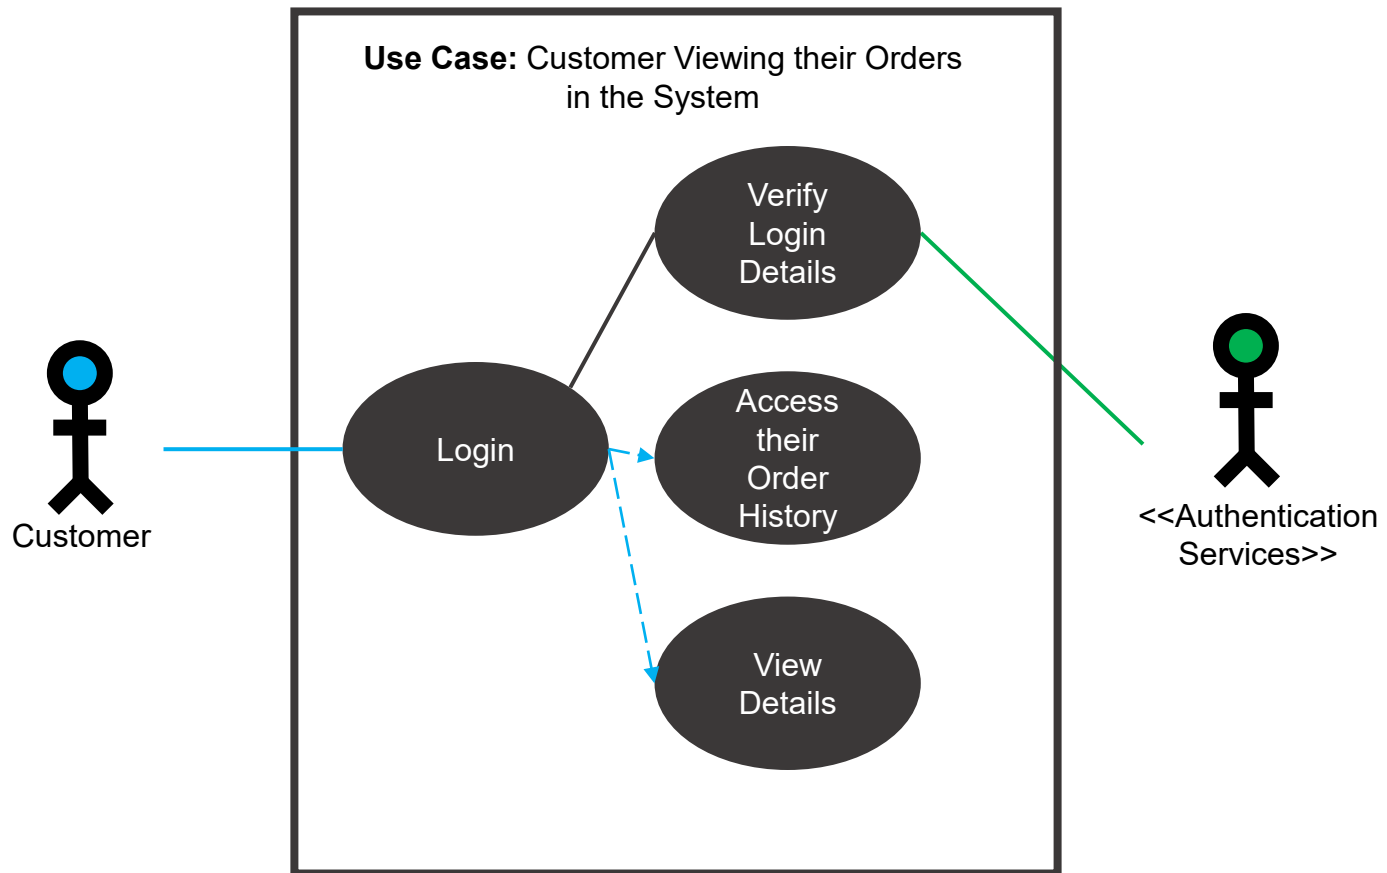 Use Case: Customer Viewing their Orders
in the System
Verify
Login
Details
Login
Access
their
Order
History
View
Details
Customer
<<Authentication
Services>>